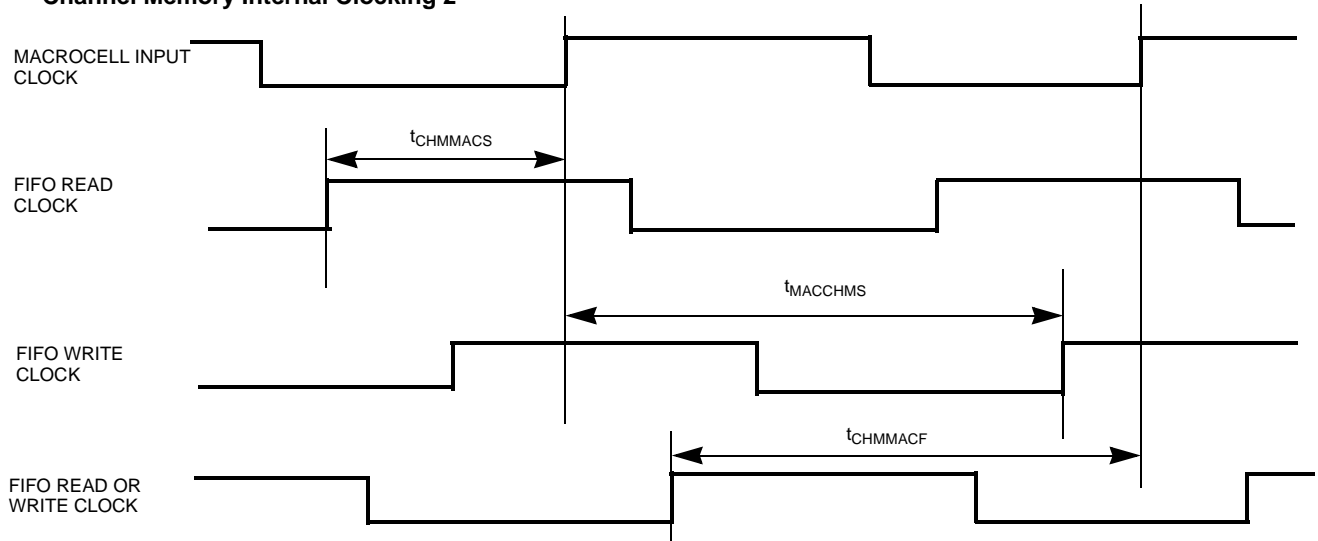 Channel Memory Internal Clocking 2
MACROCELL INPUT
CLOCK
tCHMMACS
FIFO READ
CLOCK
tMACCHMS
FIFO WRITE
CLOCK
tCHMMACF
FIFO READ OR
WRITE CLOCK